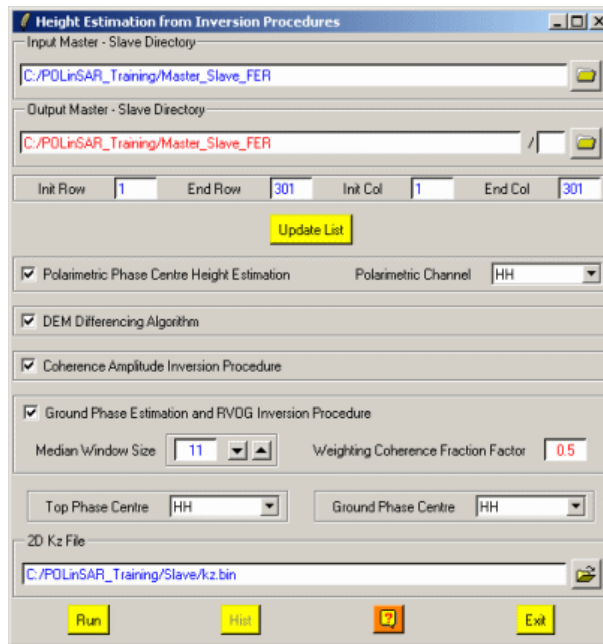 Height Estimation from Inversion Procedures
Input Master - Slave Directory
C:/POLinSAR_Training/Master_Slave_FER
Output Master - Slave Directory
C:/POLinSAR_Training/Master_Slave_FER /
Init Row 1 End Row 301 Init Col 1 End Col 301
Update List
Polarimetric Phase Centre Height Estimation Polarimetric Channel HH
DEM Differencing Algorithm
Coherence Amplitude Inversion Procedure
Ground Phase Estimation and RVOG Inversion Procedure
Median Window Size 11 Weighting Coherence Fraction Factor 0.5
Top Phase Centre HH Ground Phase Centre HH
2D Kz File
C:/POLinSAR_Training/Slave/kz.bin
Run Hist ? Exit